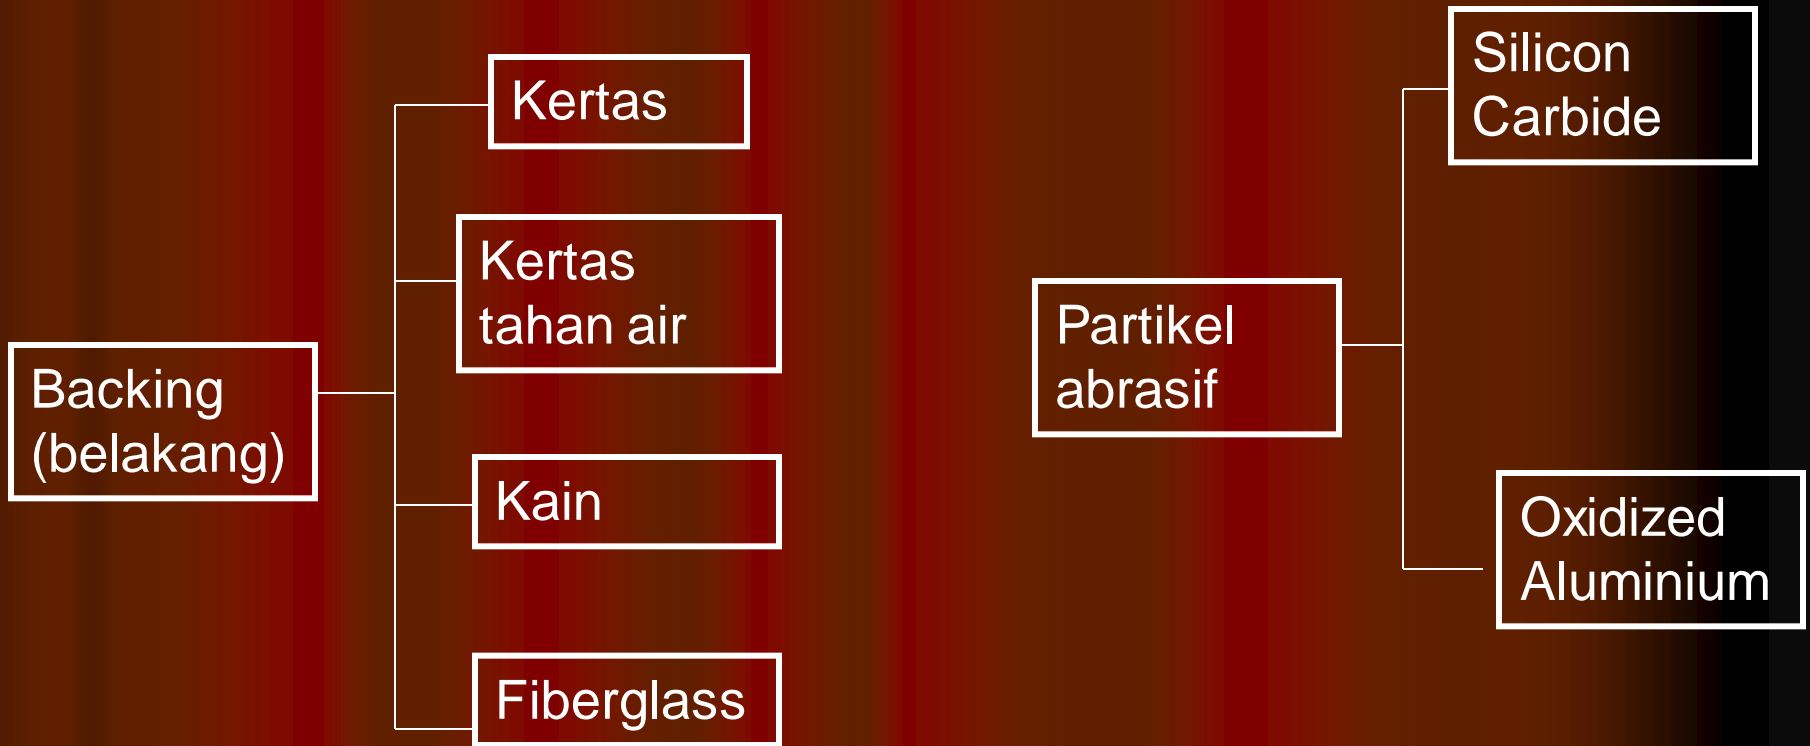 Backing
(belakang)
Kertas
Kertas
tahan air
Kain
Fiberglass
Partikel
abrasif
Silicon
Carbide
Oxidized
Aluminium